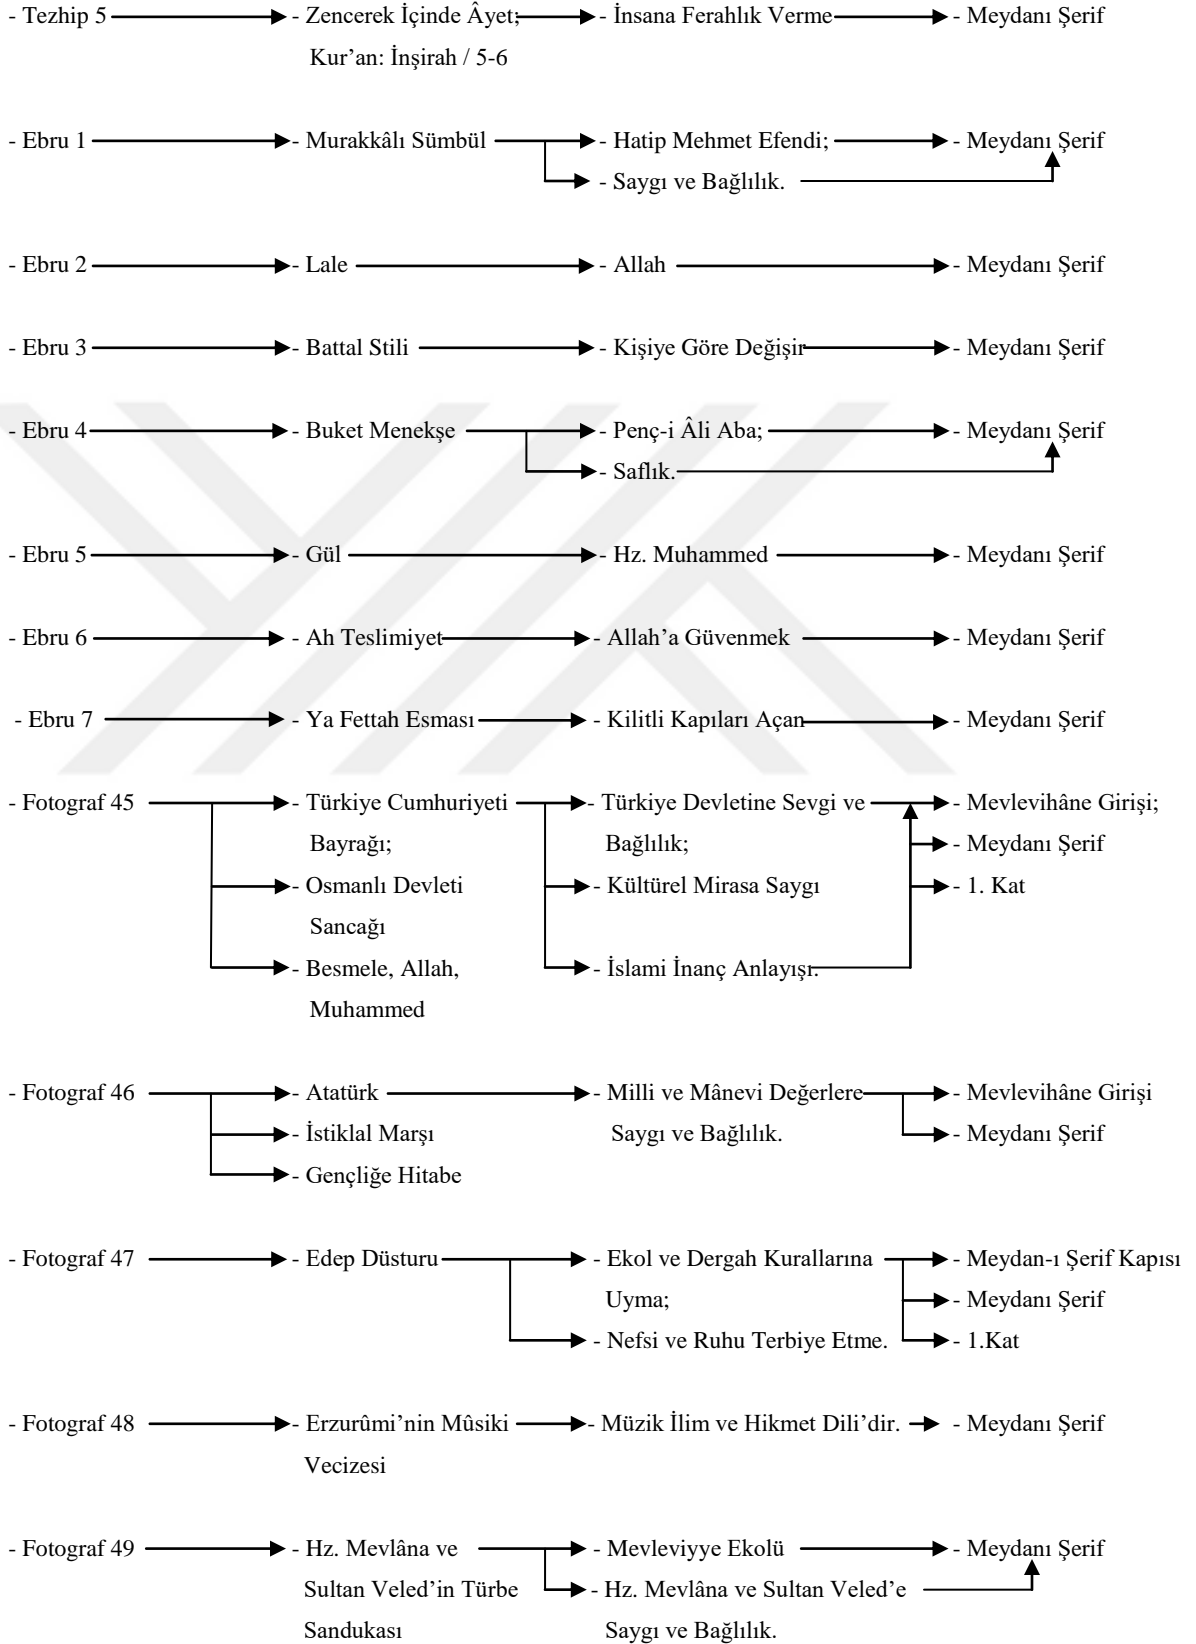 - Tezhip 5 - Zencerek İçinde Âyet; - İnsana Ferahlık Verme - Meydanı Şerif
Kur’an: İnşirah / 5-6
- Ebru 1 - Murakkâlı Sümbül - Hatip Mehmet Efendi; - Meydanı Şerif
- Saygı ve Bağlılık.
- Ebru 2 - Lale - Allah - Meydanı Şerif
- Ebru 3 - Battal Stili - Kişiye Göre Değişir - Meydanı Şerif
- Ebru 4 - Buket Menekşe - Penç-i Âli Aba; - Meydanı Şerif
- Saflık.
- Ebru 5 - Gül - Hz. Muhammed - Meydanı Şerif
- Ebru 6 - Ah Teslimiyet - Allah’a Güvenmek - Meydanı Şerif
- Ebru 7 - Ya Fettah Esması - Kilitli Kapıları Açan - Meydanı Şerif
- Fotograf 45 - Türkiye Cumhuriyeti - Türkiye Devletine Sevgi ve - Mevlevihâne Girişi;
Bayrağı; Bağlılık; - Meydanı Şerif
- Osmanlı Devleti - Kültürel Mirasa Saygı - 1. Kat
Sancağı
- Besmele, Allah, - İslami İnanç Anlayışı.
Muhammed
- Fotograf 46 - Atatürk - Milli ve Mânevi Değerlere - Mevlevihâne Girişi
- İstiklal Marşı Saygı ve Bağlılık. - Meydanı Şerif
- Gençliğe Hitabe
- Fotograf 47 - Edep Düsturu - Ekol ve Dergah Kurallarına - Meydan-ı Şerif Kapısı
Uyma; - Meydanı Şerif
- Nefsi ve Ruhu Terbiye Etme. - 1.Kat
- Fotograf 48 - Erzurûmi’nin Mûsiki - Müzik İlim ve Hikmet Dili’dir. - Meydanı Şerif
Vecizesi
- Fotograf 49 - Hz. Mevlâna ve - Mevleviyye Ekolü - Meydanı Şerif
Sultan Veled’in Türbe - Hz. Mevlâna ve Sultan Veled’e
Sandukası Saygı ve Bağlılık.